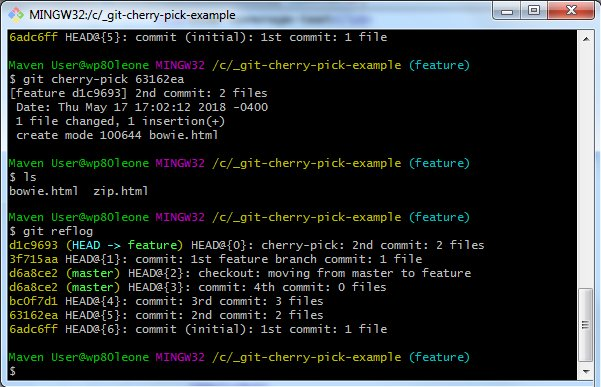 MINGW32:/c/_git-cherry-pick-example
6adc6ff HEAD@{5}: commit (initial): 1st commit: 1 file
Maven User@wp80leone MINGW32 /c/_git-cherry-pick-example (feature)
$ git cherry-pick 63162ea
[feature d1c9693] 2nd commit: 2 files
Date: Thu May 17 17:02:12 2018 -0400
1 file changed, 1 insertion(+)
create mode 100644 bowie.html
Maven User@wp80leone MINGW32 /c/_git-cherry-pick-example (feature)
$ ls
bowie.html  zip.html
Maven User@wp80leone MINGW32 /c/_git-cherry-pick-example (feature)
$ git reflog
d1c9693 (HEAD -> feature) HEAD@{0}: cherry-pick: 2nd commit: 2 files
3f715aa HEAD@{1}: commit: 1st feature branch commit: 1 file
d6a8ce2 (master) HEAD@{2}: checkout: moving from master to feature
d6a8ce2 (master) HEAD@{3}: commit: 4th commit: 0 files
bc0f7d1 HEAD@{4}: commit: 3rd commit: 3 files
63162ea HEAD@{5}: commit: 2nd commit: 2 files
6adc6ff HEAD@{6}: commit (initial): 1st commit: 1 file
Maven User@wp80leone MINGW32 /c/_git-cherry-pick-example (feature)
$